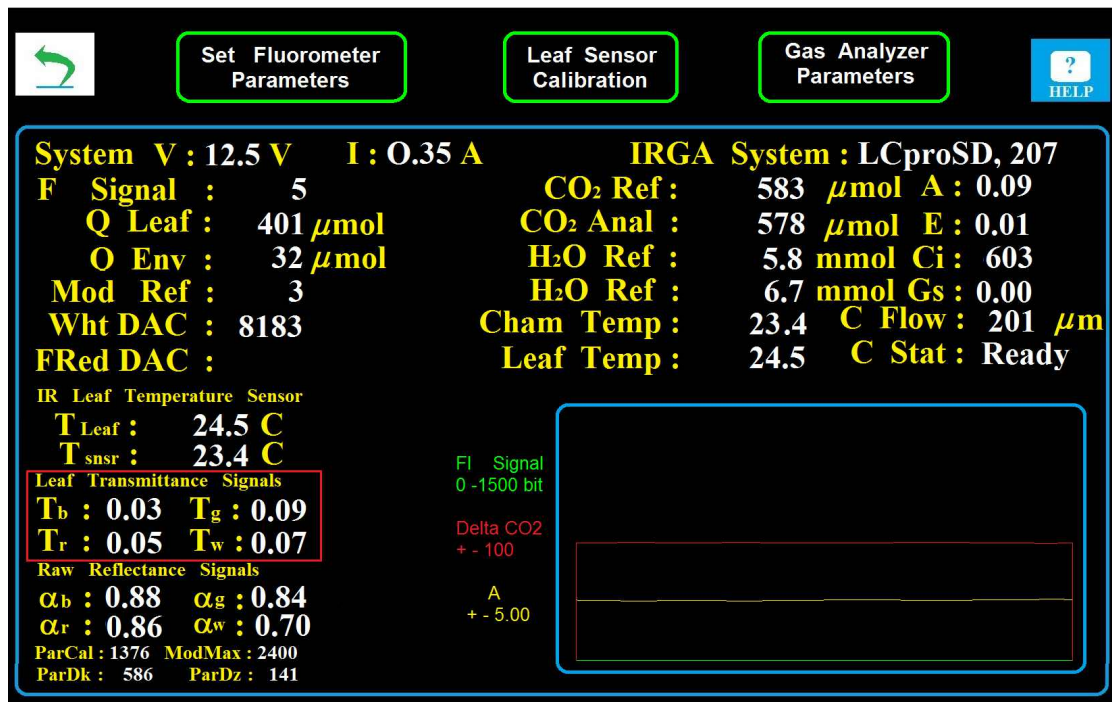 Set Fluorometer
Parameters
Leaf Sensor
Calibration
Gas Analyzer
Parameters
?
HELP
System V : 12.5 V I : O.35 A IRGA System : LCproSD, 207
F Signal : 5 CO₂ Ref : 583 μmol A : 0.09
Q Leaf : 401 μmol CO₂ Anal : 578 μmol E : 0.01
Q Env : 32 μmol H₂O Ref : 5.8 mmol Ci : 603
Mod Ref : 3 H₂O Ref : 6.7 mmol Gs : 0.00
Wht DAC : 8183 Cham Temp : 23.4 C Flow : 201 μm
FRed DAC : Leaf Temp : 24.5 C Stat : Ready
IR Leaf Temperature Sensor
T Leaf : 24.5 C
T snsr : 23.4 C
Leaf Transmittance Signals
Tb : 0.03 Tg : 0.09
Tr : 0.05 Tw : 0.07
Raw Reflectance Signals
αb : 0.88 αg : 0.84
αr : 0.86 αw : 0.70
ParCal : 1376 ModMax : 2400
ParDk : 586 ParDz : 141
Fl Signal
0 -1500 bit
Delta CO2
+ - 100
A
+ - 5.00